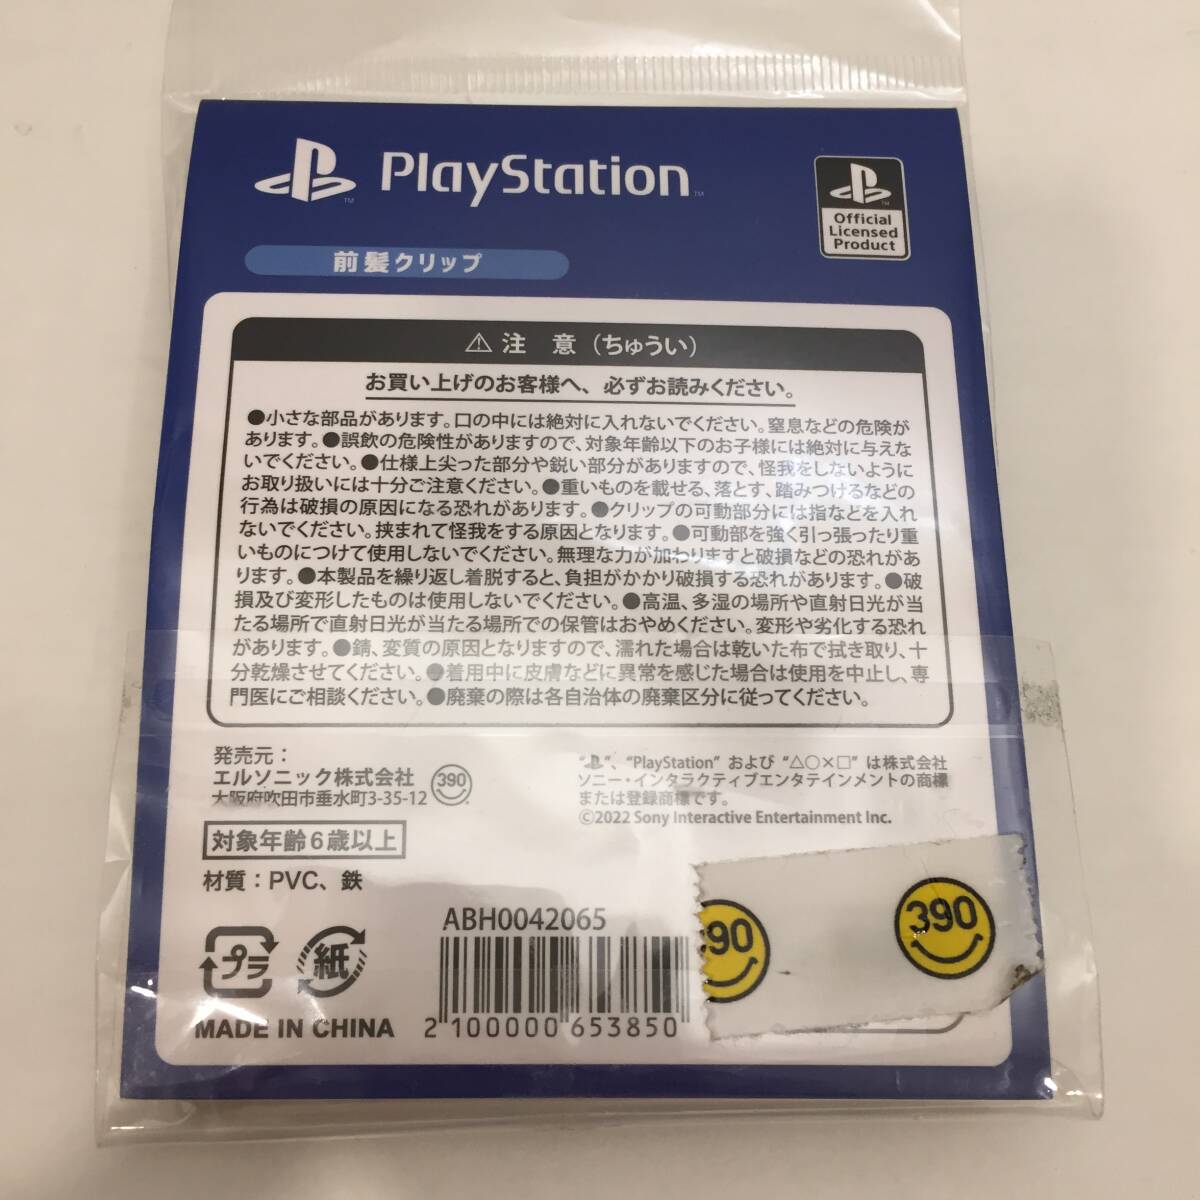 PlayStation
Official
Licensed
Product
前髪クリップ
注 意(ちゅうい)
お買い上げのお客様へ、必ずお読みください。
●小さな部品があります。口の中には絶対に入れないでください。窒息などの危険が
あります。●誤飲の危険性がありますので、対象年齢以下のお子様には絶対に与えな
いでください。●仕様上尖った部分や鋭い部分がありますので、怪我をしないように
お取り扱いには十分ご注意ください。●重いものを載せる、落とす、踏みつけるなどの
行為は破損の原因になる恐れがあります。●クリップの可動部分には指などを入れ
ないでください。挟まれて怪我をする原因となります。●可動部を強く引っ張ったり重
いものにつけて使用しないでください。無理な力が加わりますと破損などの恐れがあ
ります。●本製品を繰り返し着脱すると、負担がかかり破損する恐れがあります。●破
損及び変形したものは使用しないでください。●高温、多湿の場所や直射日光が当
たる場所で直射日光が当たる場所での保管はおやめください。変形や劣化する恐れ
があります。●錆、変質の原因となりますので、濡れた場合は乾いた布で拭き取り、十
分乾燥させてください。●着用中に皮膚などに異常を感じた場合は使用を中止し、専
門医にご相談ください。●廃棄の際は各自治体の廃棄区分に従ってください。
発売元：
エルソニック株式会社
390
大阪府吹田市垂水町3-35-12
"PS"、"PlayStation" および "△○×□" は株式会社
ソニー・インタラクティブエンタテインメントの商標
または登録商標です。
©2022 Sony Interactive Entertainment Inc.
対象年齢6歳以上
材質：PVC、鉄
プラ
紙
MADE IN CHINA
ABH0042065
2 100000 653850
90
390